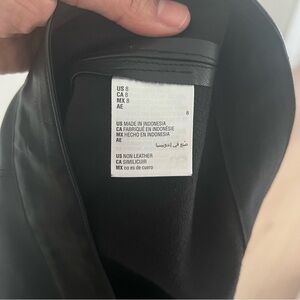 US 8
CA 8
MX 8
AE
8
US MADE IN INDONESIA
CA FABRIQUÉ EN INDONÉSIE
MX HECHO EN INDONESIA
AE صنع في إندونيسيا
US NON LEATHER
CA SIMILICUIR
MX no es de cuero